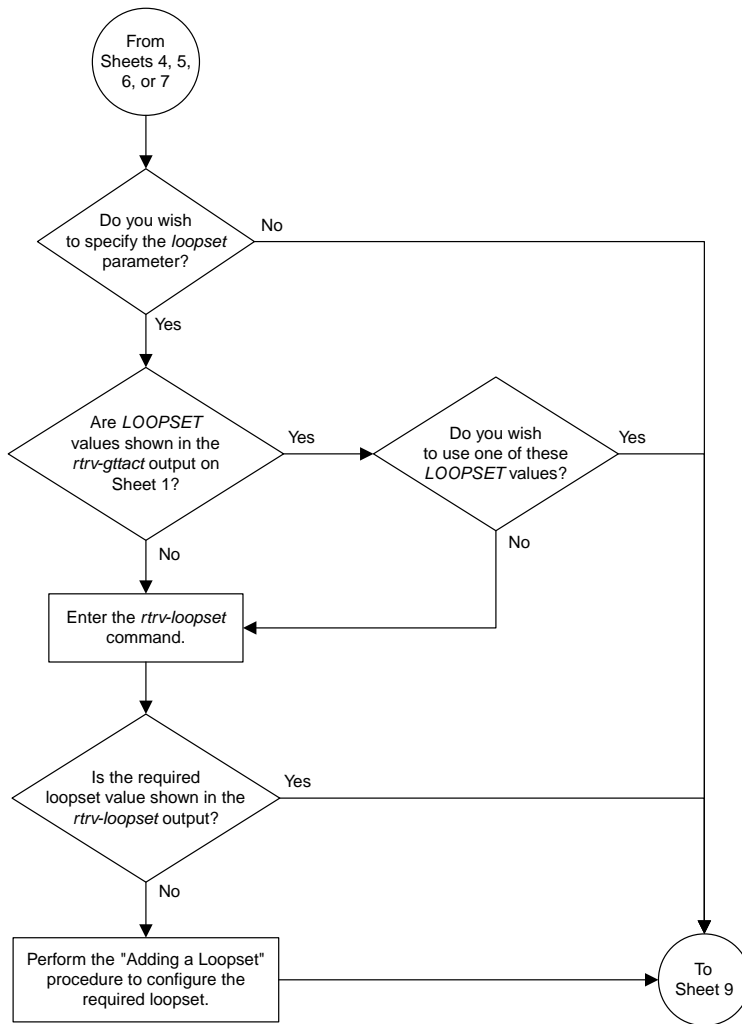 From
Sheets 4, 5,
6, or 7
Do you wish
to specify the loopset
parameter?
No
Yes
Are LOOPSET
values shown in the
rtrv-gttact output on
Sheet 1?
Yes
Do you wish
to use one of these
LOOPSET values?
Yes
No
No
Enter the rtrv-loopset
command.
Is the required
loopset value shown in the
rtrv-loopset output?
Yes
No
Perform the "Adding a Loopset"
procedure to configure the
required loopset.
To
Sheet 9